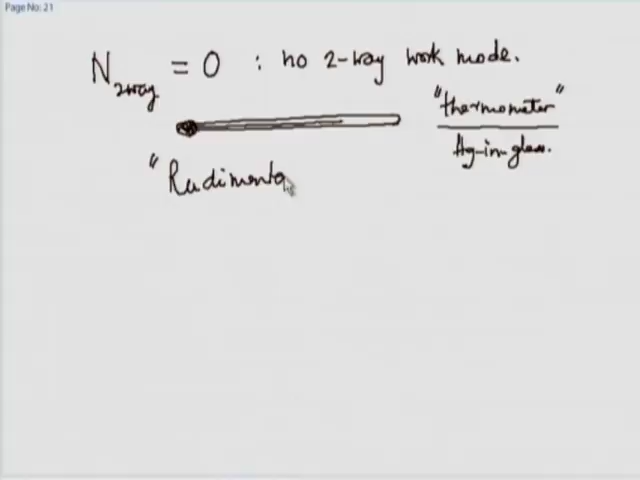 Page No: 21
N2way = 0 : no 2-way work mode.
"thermometer"
Hg-in-glass.
"Rudimenta